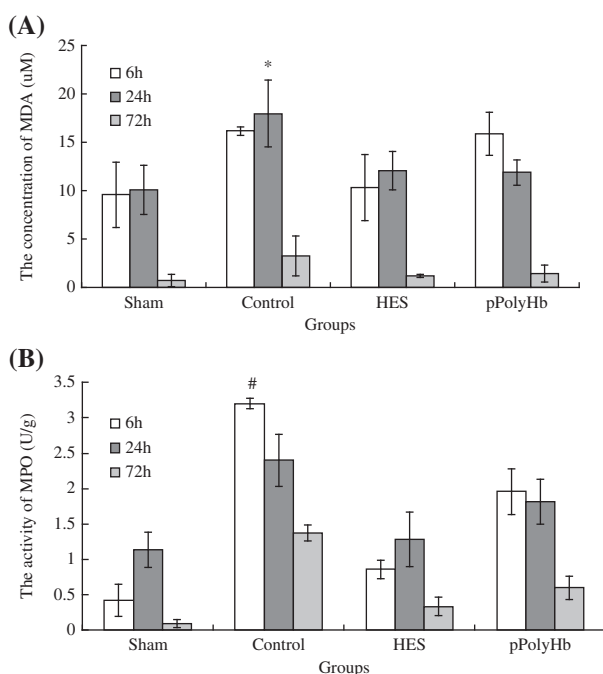 (A)
The concentration of MDA (uM)
25
20
15
10
5
0
6h
24h
72h
*
Sham Control HES pPolyHb
Groups
(B)
The activity of MPO (U/g)
3.5
3
2.5
2
1.5
1
0.5
0
6h
24h
72h
#
Sham Control HES pPolyHb
Groups